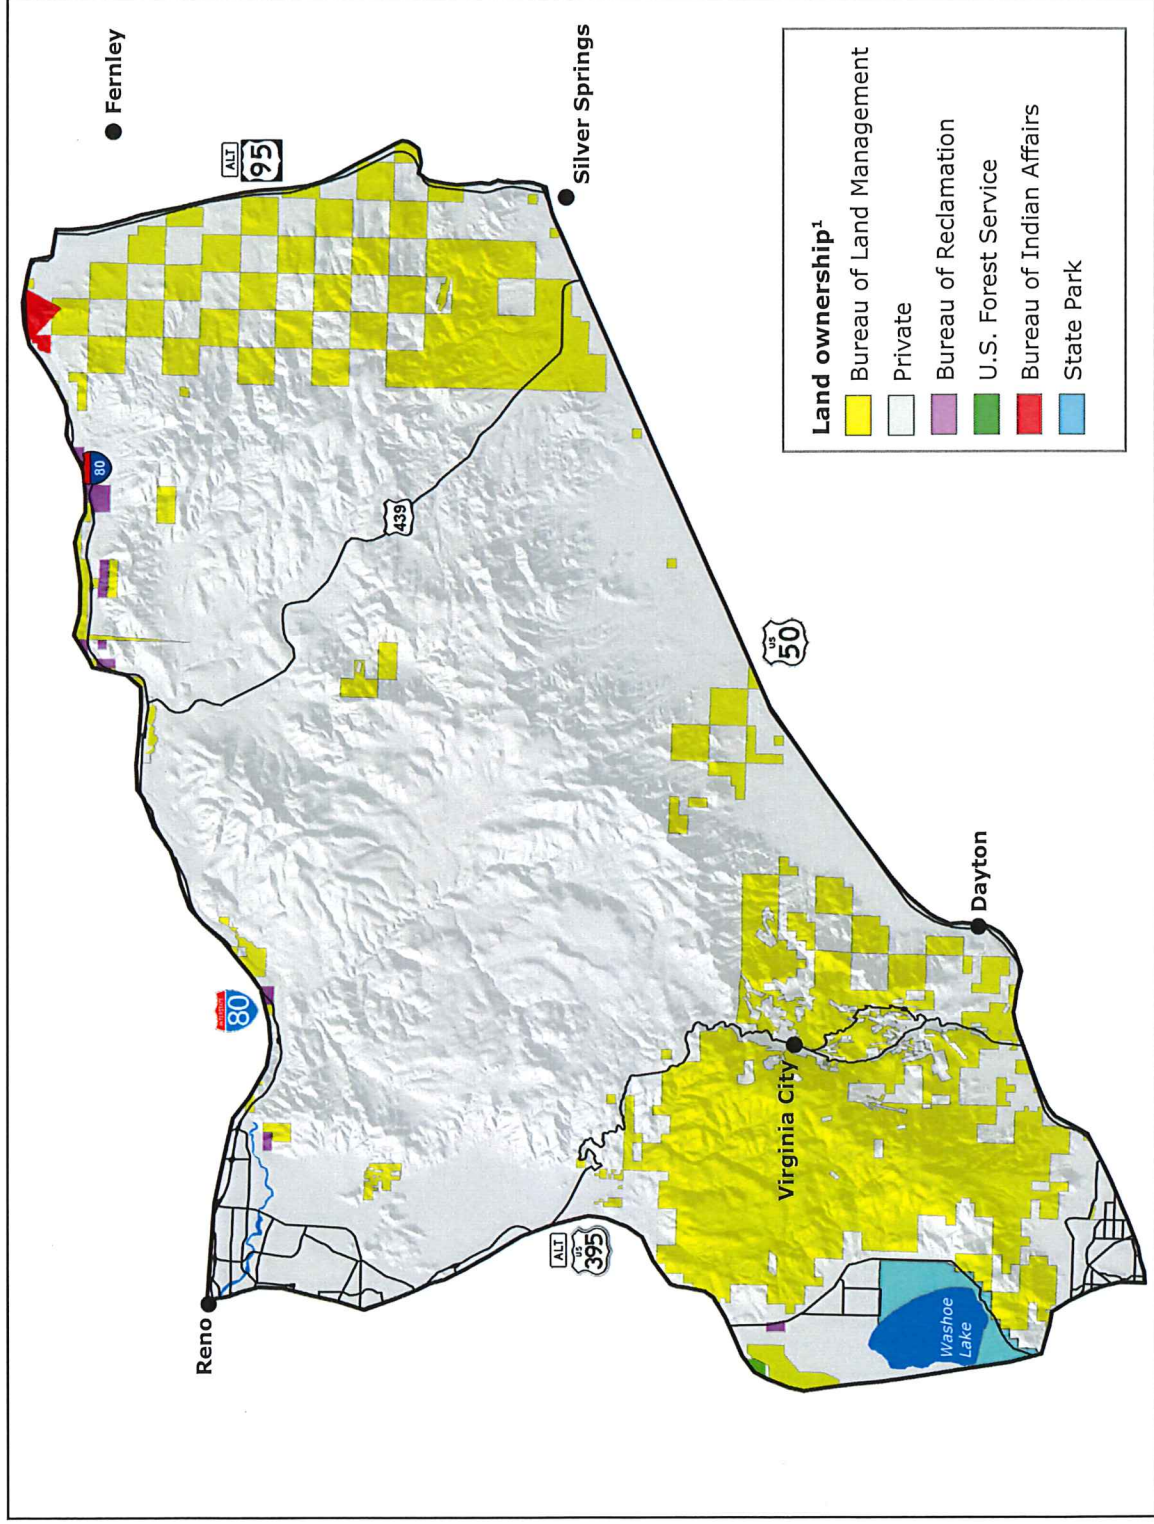 Fernley
ALT
95
Silver Springs
80
439
US
50
INTERSTATE
80
Reno
Virginia City
Dayton
ALT
US
395
Washoe
Lake
Land ownership¹
Bureau of Land Management
Private
Bureau of Reclamation
U.S. Forest Service
Bureau of Indian Affairs
State Park